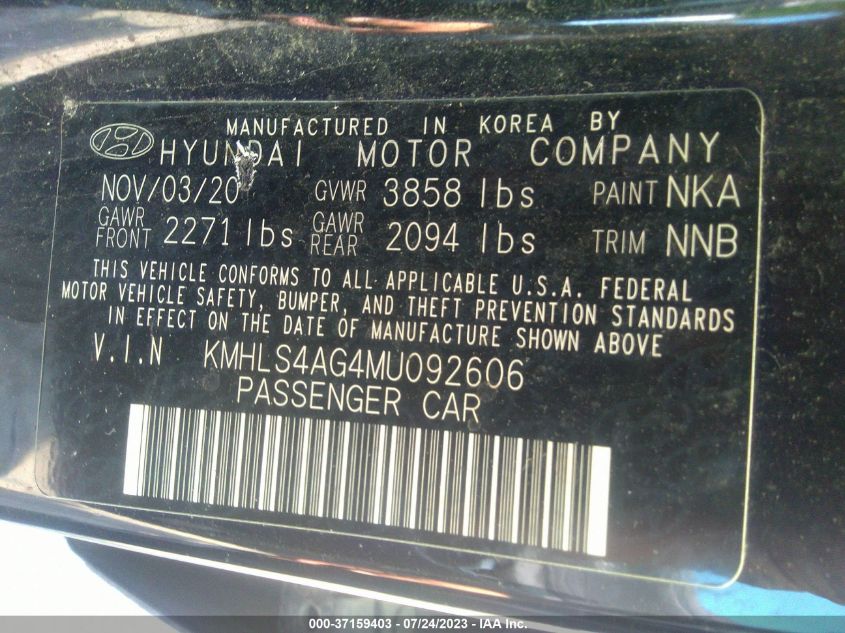 MANUFACTURED IN KOREA BY
HYUNDAI MOTOR COMPANY
NOV/03/20 GVWR 3858 lbs PAINT NKA
GAWR FRONT 2271 lbs GAWR REAR 2094 lbs TRIM NNB
THIS VEHICLE CONFORMS TO ALL APPLICABLE U.S.A. FEDERAL
MOTOR VEHICLE SAFETY, BUMPER, AND THEFT PREVENTION STANDARDS
IN EFFECT ON THE DATE OF MANUFACTURE SHOWN ABOVE
V.I.N KMHLS4AG4MU092606
PASSENGER CAR
000-37159403 / 07/24/2023 - IAA Inc.